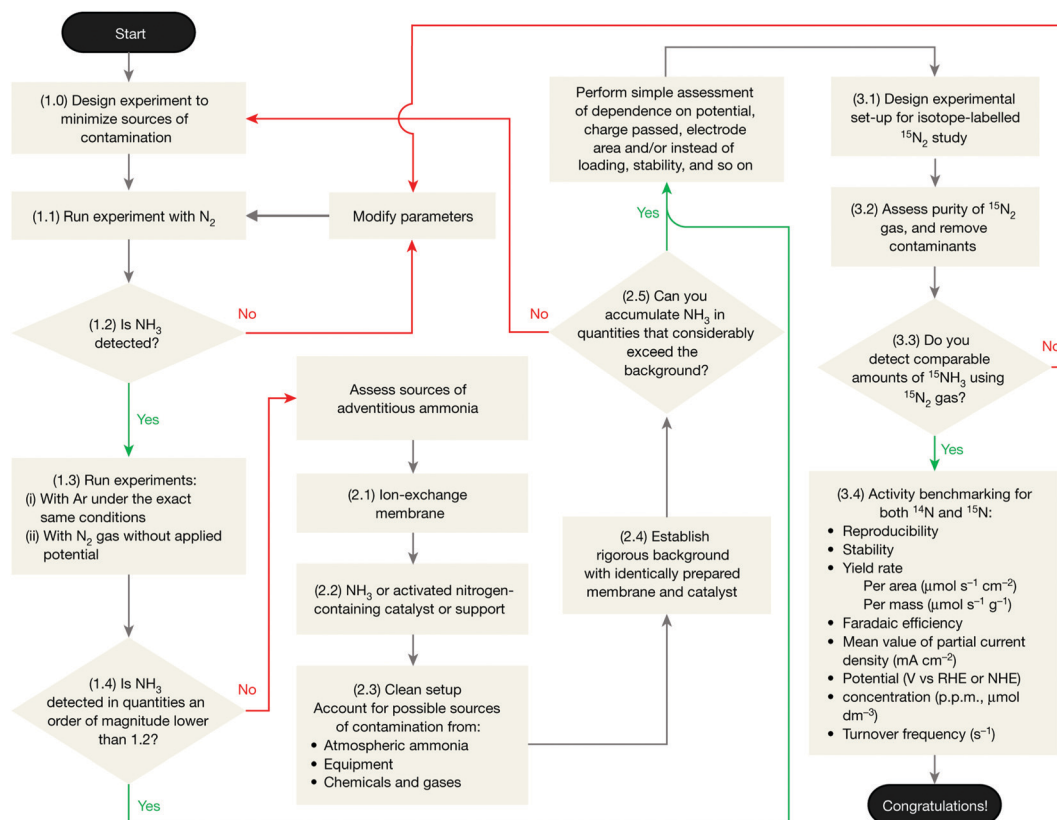 Start
(1.0) Design experiment to
minimize sources of
contamination
(1.1) Run experiment with N₂
Modify parameters
(1.2) Is NH₃
detected?
No
Yes
(1.3) Run experiments:
(i) With Ar under the exact
same conditions
(ii) With N₂ gas without applied
potential
(1.4) Is NH₃
detected in quantities an
order of magnitude lower
than 1.2?
No
Yes
Assess sources of
adventitious ammonia
(2.1) Ion-exchange
membrane
(2.2) NH₃ or activated nitrogen-
containing catalyst or support
(2.3) Clean setup
Account for possible sources
of contamination from:
• Atmospheric ammonia
• Equipment
• Chemicals and gases
(2.4) Establish
rigorous background
with identically prepared
membrane and catalyst
(2.5) Can you
accumulate NH₃ in
quantities that considerably
exceed the
background?
No
Yes
Perform simple assessment
of dependence on potential,
charge passed, electrode
area and/or instead of
loading, stability, and so on
(3.1) Design experimental
set-up for isotope-labelled
¹⁵N₂ study
(3.2) Assess purity of ¹⁵N₂
gas, and remove
contaminants
(3.3) Do you
detect comparable
amounts of ¹⁵NH₃ using
¹⁵N₂ gas?
No
Yes
(3.4) Activity benchmarking for
both ¹⁴N and ¹⁵N:
• Reproducibility
• Stability
• Yield rate
Per area (μmol s⁻¹ cm⁻²)
Per mass (μmol s⁻¹ g⁻¹)
• Faradaic efficiency
• Mean value of partial current
density (mA cm⁻²)
• Potential (V vs RHE or NHE)
• concentration (p.p.m., μmol
dm⁻³)
• Turnover frequency (s⁻¹)
Congratulations!